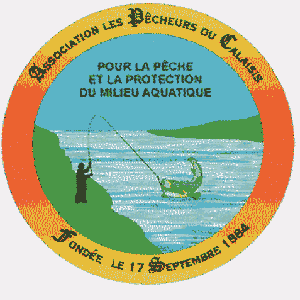 Association les Pêcheurs du Calaisis
POUR LA PÊCHE
ET LA PROTECTION
DU MILIEU AQUATIQUE
Fondée, le 17 Septembre 1984